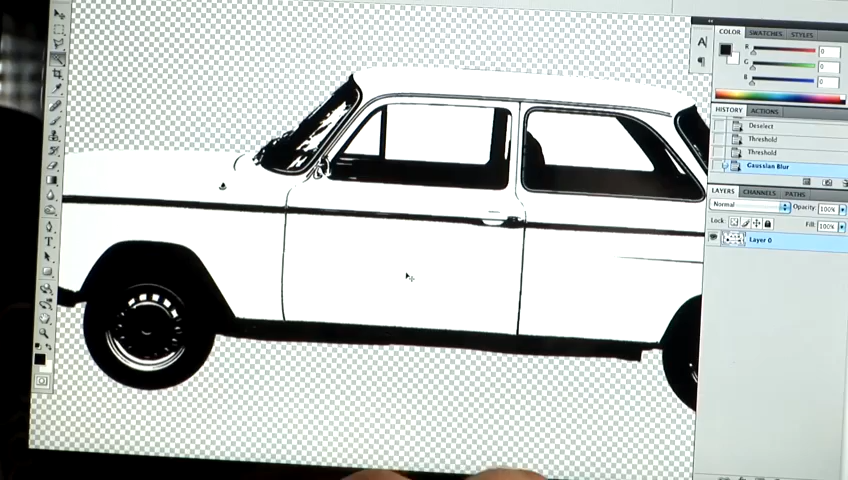 COLOR SWATCHES STYLES
A
¶
R 0
G 0
B 0
HISTORY ACTIONS
Deselect
Threshold
Threshold
Gaussian Blur
LAYERS CHANNELS PATHS
Normal Opacity: 100%
Lock: Fill: 100%
Layer 0
T